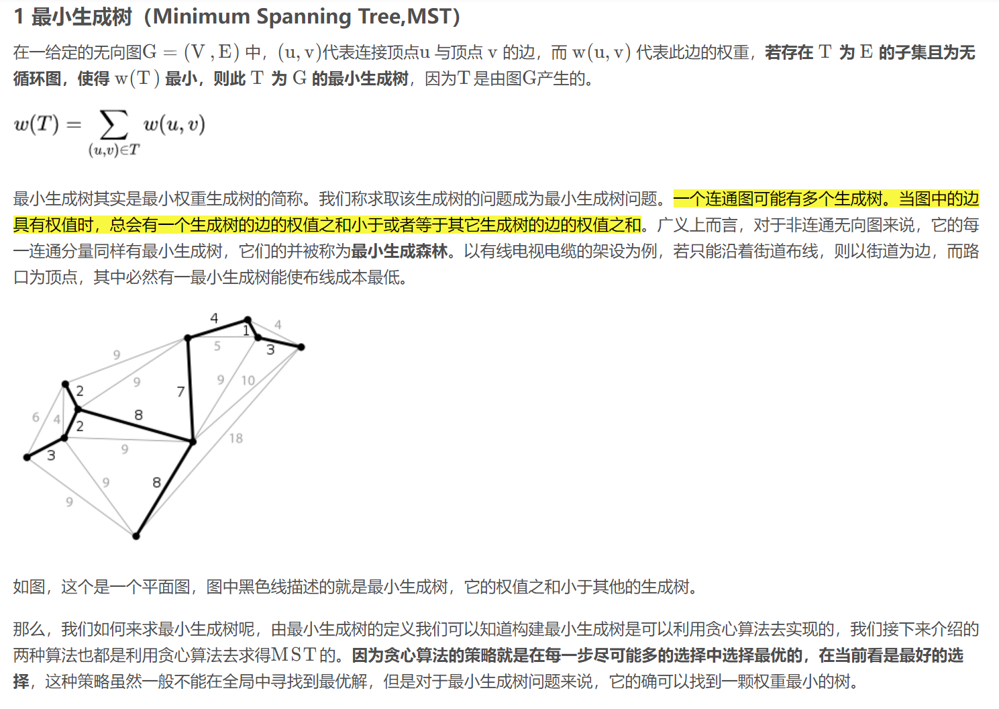 1 最小生成树（Minimum Spanning Tree,MST）
在一给定的无向图G = (V , E) 中，(u, v)代表连接顶点u 与顶点 v 的边，而 w(u, v) 代表此边的权重，若存在 T 为 E 的子集且为无
循环图，使得 w(T) 最小，则此 T 为 G 的最小生成树，因为T 是由图G产生的。
w(T) = ∑ w(u, v)
(u,v)∈T
最小生成树其实是最小权重生成树的简称。我们称求取该生成树的问题成为最小生成树问题。一个连通图可能有多个生成树。当图中的边
具有权值时，总会有一个生成树的边的权值之和小于或者等于其它生成树的边的权值之和。广义上而言，对于非连通无向图来说，它的每
一连通分量同样有最小生成树，它们的并被称为最小生成森林。以有线电视电缆的架设为例，若只能沿着街道布线，则以街道为边，而路
口为顶点，其中必然有一最小生成树能使布线成本最低。
4
4
1
5
3
9
9
9
10
7
2
6
4
8
2
18
9
3
9
8
9
如图，这个是一个平面图，图中黑色线描述的就是最小生成树，它的权值之和小于其他的生成树。
那么，我们如何来求最小生成树呢，由最小生成树的定义我们可以知道构建最小生成树是可以利用贪心算法去实现的，我们接下来介绍的
两种算法也都是利用贪心算法去求得MST的。因为贪心算法的策略就是在每一步尽可能多的选择中选择最优的，在当前看是最好的选
择，这种策略虽然一般不能在全局中寻找到最优解，但是对于最小生成树问题来说，它的确可以找到一颗权重最小的树。